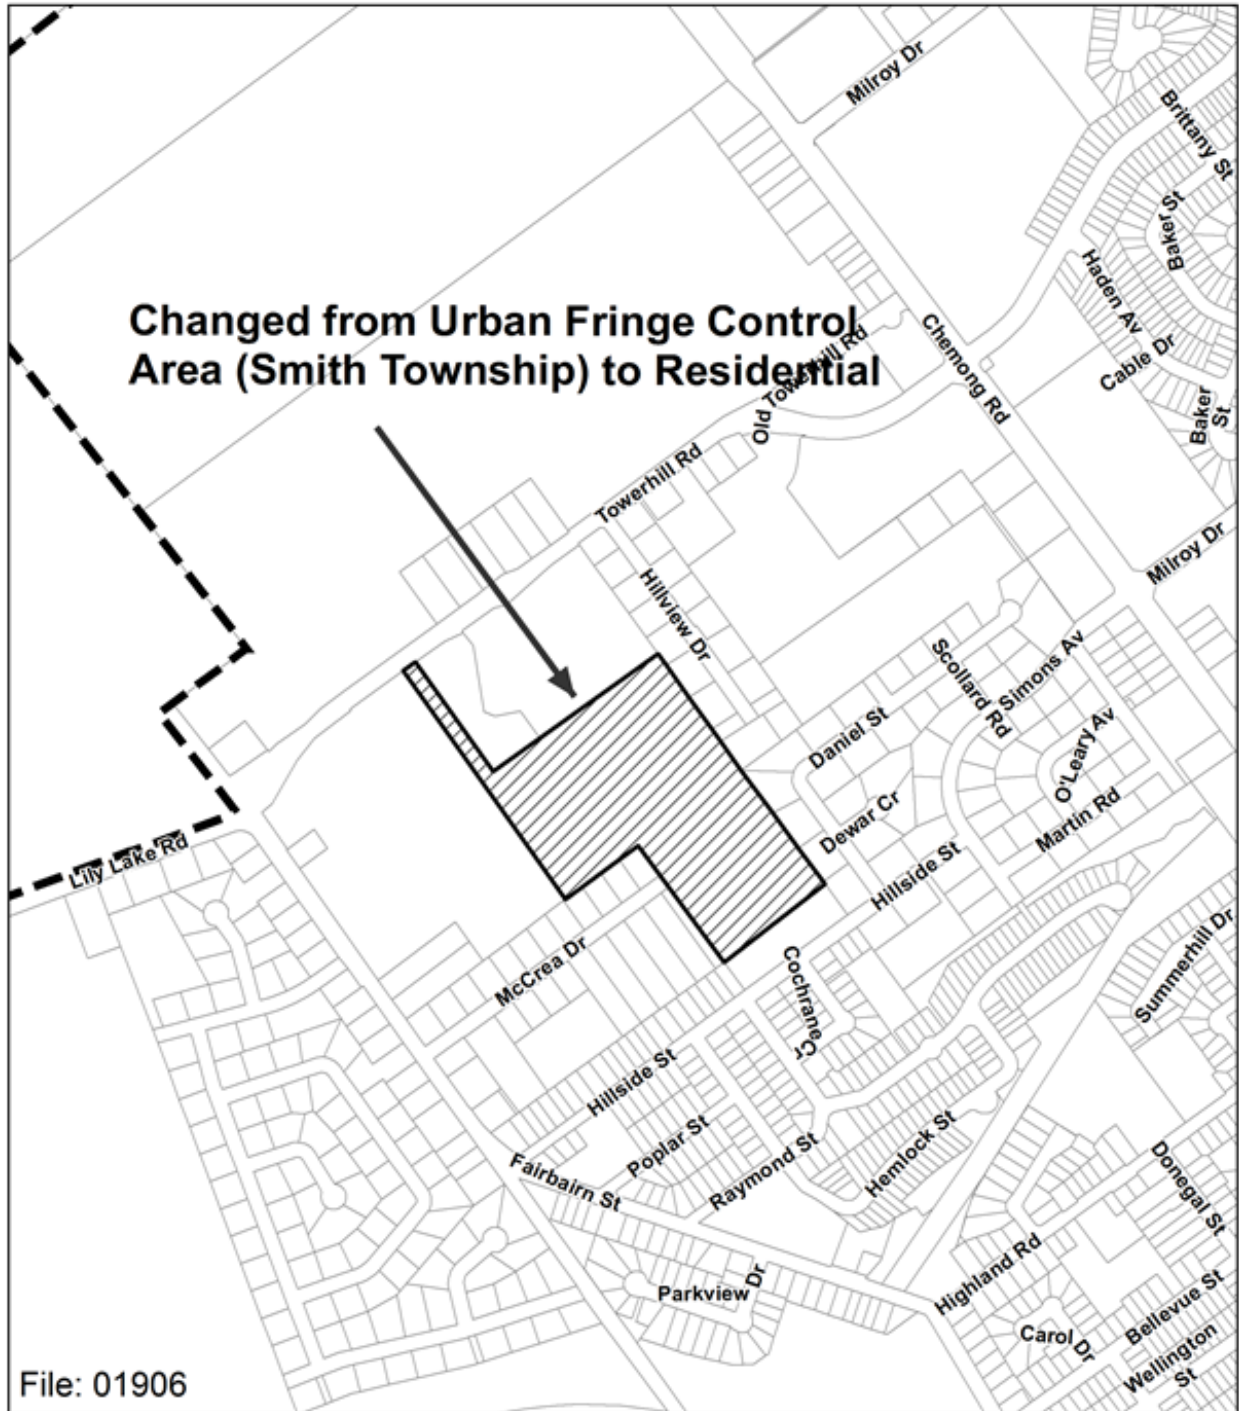 Milroy Dr
Brittany St
Baker St
Haden Av
Cable Dr
Baker
St
Changed from Urban Fringe Control
Area (Smith Township) to Residential
Chemong Rd
Old Towerhill Rd
Towerhill Rd
Milroy Dr
Hillview Dr
Scollard Rd
Simons Av
Daniel St
O'Leary Av
Dewar Cr
Martin Rd
Hillside St
Lily Lake Rd
McCrea Dr
Cochrane
Cr
Summerhill Dr
Hillside St
Poplar St
Raymond St
Hemlock St
Fairbairn St
Donegal St
Highland Rd
Parkview Dr
Carol Dr
Bellevue St
Wellington
St
File: 01906